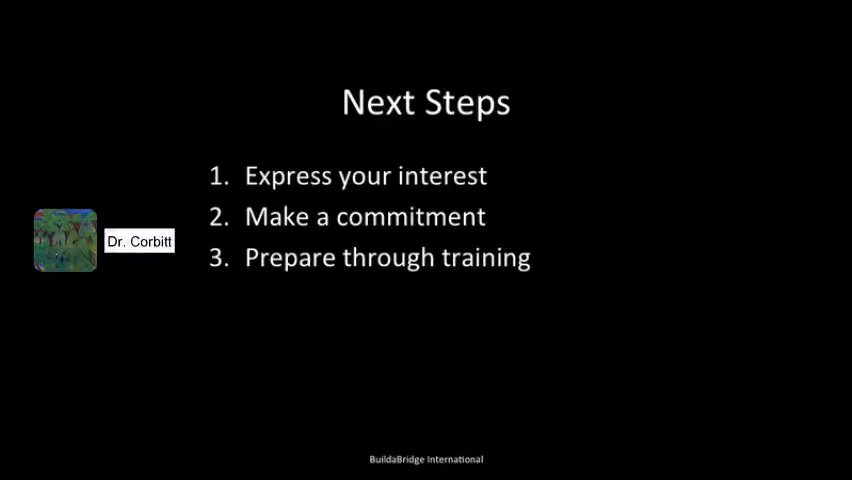 Next Steps
1. Express your interest
2. Make a commitment
3. Prepare through training
Dr. Corbitt
BuildaBridge International